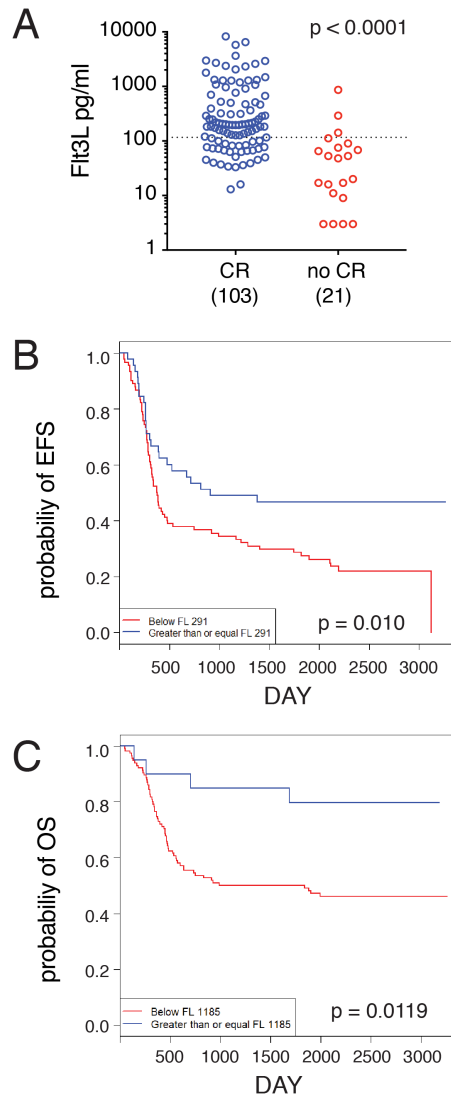 A
p < 0.0001
Flt3L pg/ml
10000
1000
100
10
1
CR
(103)
no CR
(21)
B
probabiliy of EFS
1.0
0.8
0.6
0.4
0.2
0.0
Below FL 291
Greater than or equal FL 291
p = 0.010
500 1000 1500 2000 2500 3000
DAY
C
probabiliy of OS
1.0
0.8
0.6
0.4
0.2
0.0
Below FL 1185
Greater than or equal FL 1185
p = 0.0119
500 1000 1500 2000 2500 3000
DAY